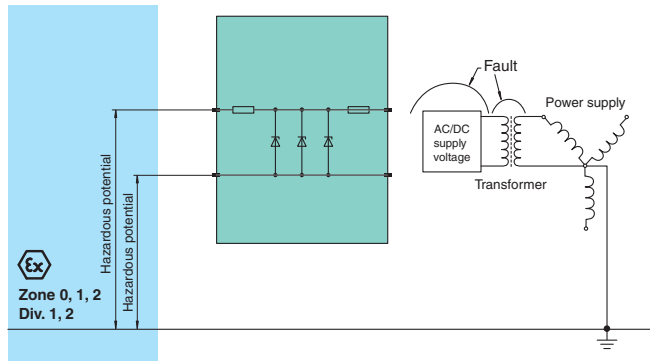 Fault
Power supply
AC/DC
supply
voltage
Transformer
Hazardous potential
Hazardous potential
Ex
Zone 0, 1, 2
Div. 1, 2